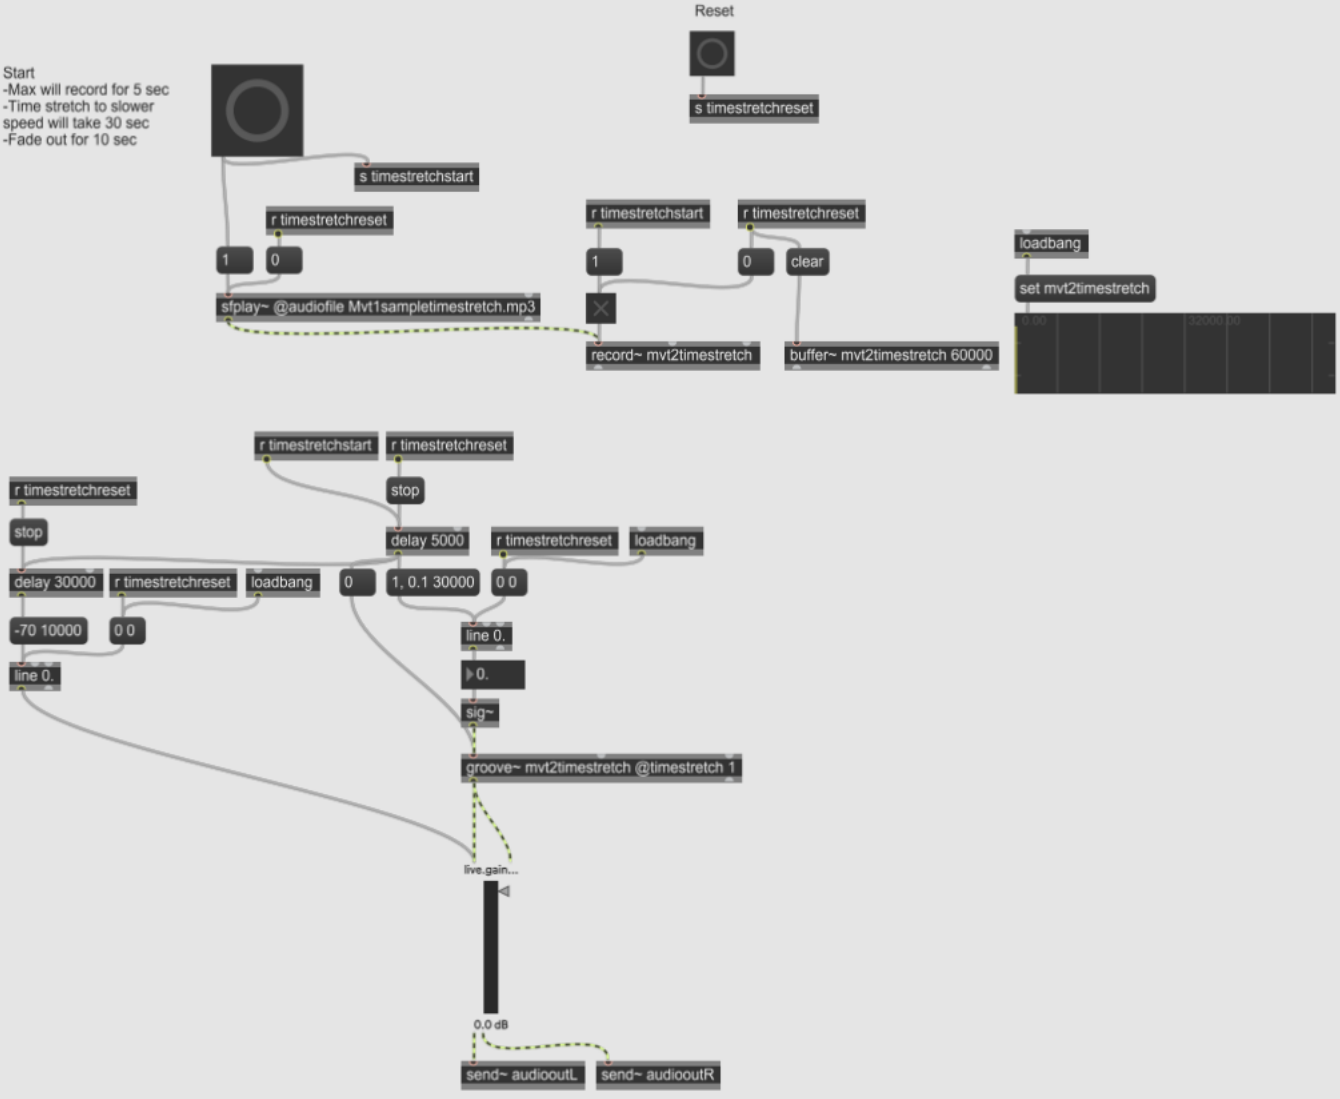 Reset
Start
-Max will record for 5 sec
-Time stretch to slower
speed will take 30 sec
-Fade out for 10 sec
s timestretchreset
s timestretchstart
r timestretchreset
r timestretchstart
r timestretchreset
1
0
1
0
clear
loadbang
set mvt2timestretch
sfplay~ @audiofile Mvt1sampletimestretch.mp3
0.00
32000.00
record~ mvt2timestretch
buffer~ mvt2timestretch 60000
r timestretchstart
r timestretchreset
r timestretchreset
stop
stop
delay 5000
r timestretchreset
loadbang
delay 30000
r timestretchreset
loadbang
0
1, 0.1 30000
0 0
-70 10000
0 0
line 0.
line 0.
0.
sig~
groove~ mvt2timestretch @timestretch 1
live.gain...
0.0 dB
send~ audiooutL
send~ audiooutR